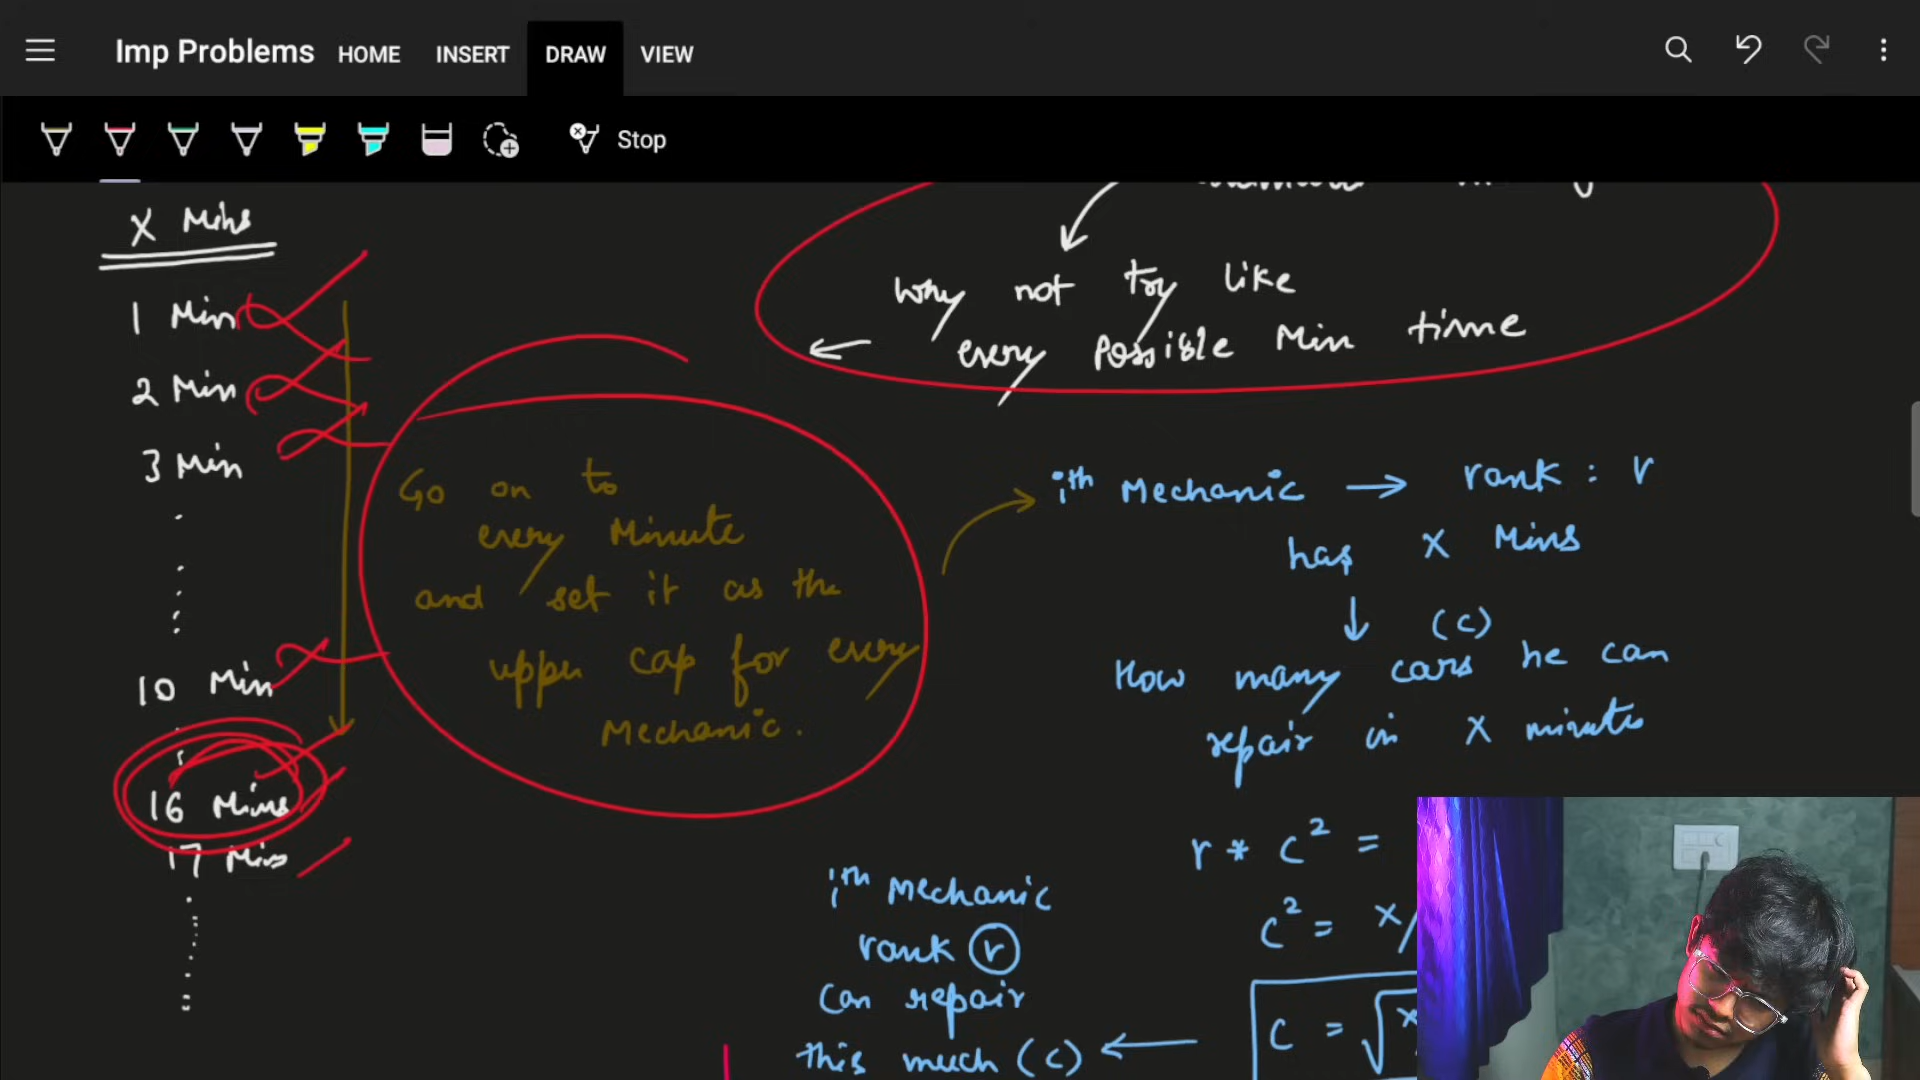 Imp Problems HOME INSERT DRAW VIEW
Stop
X Mins
1 Min
2 Min
3 Min
10 Min
16 Mins
17 Mins
why not try like
every possible Min time
Go on to
every Minute
and set it as the
upper cap for every
Mechanic.
ith Mechanic → rank : r
has x Mins
↓ (c)
How many cars he can
repair in x minute
r * c² =
c² = x/
c = √x
ith Mechanic
rank r
can repair
this much (c) ←